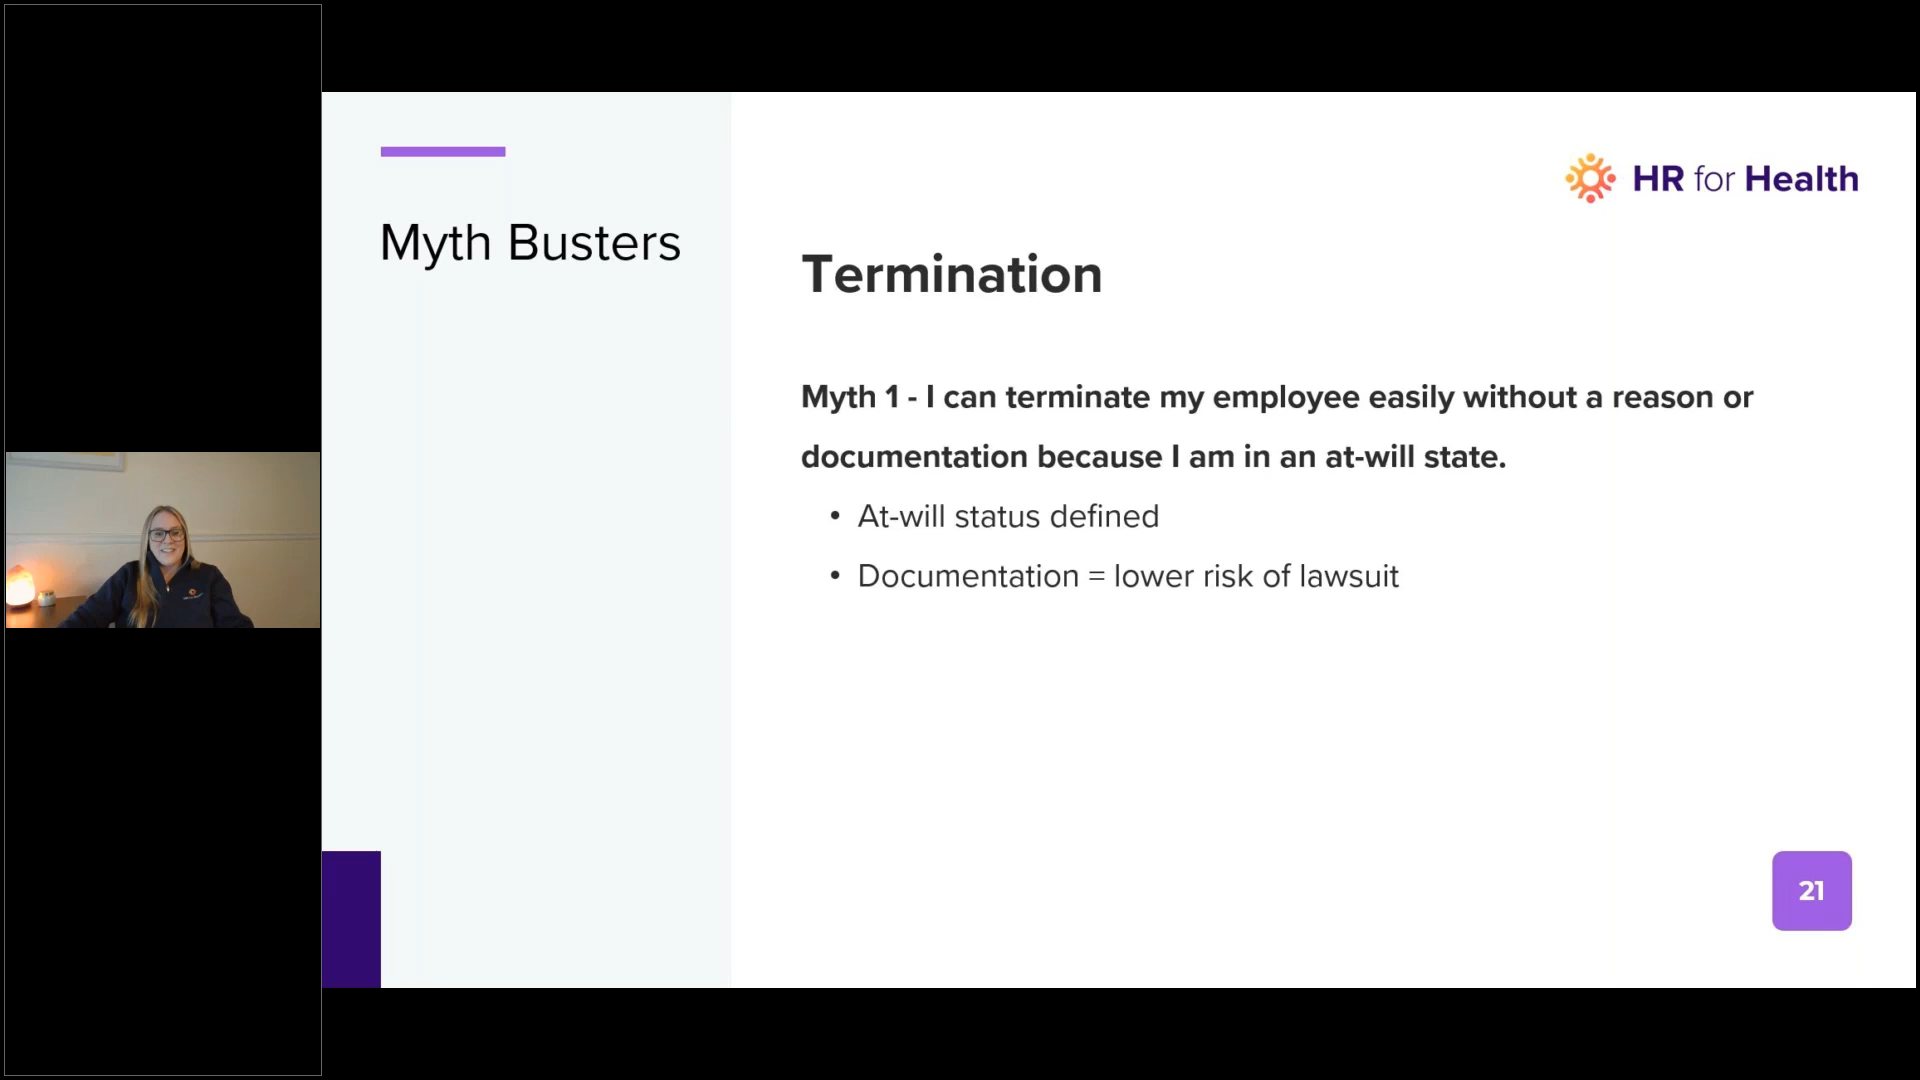 Myth Busters
HR for Health
Termination
Myth 1 - I can terminate my employee easily without a reason or
documentation because I am in an at-will state.
• At-will status defined
• Documentation = lower risk of lawsuit
21